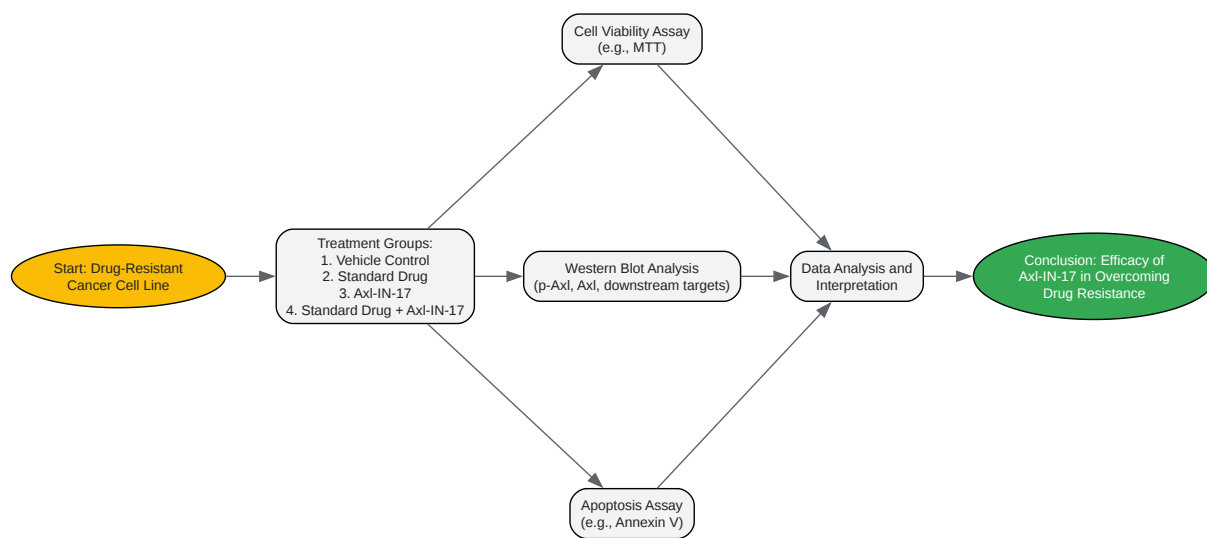 Start: Drug-Resistant
Cancer Cell Line
Treatment Groups:
1. Vehicle Control
2. Standard Drug
3. Axl-IN-17
4. Standard Drug + Axl-IN-17
Cell Viability Assay
(e.g., MTT)
Western Blot Analysis
(p-Axl, Axl, downstream targets)
Apoptosis Assay
(e.g., Annexin V)
Data Analysis and
Interpretation
Conclusion: Efficacy of
Axl-IN-17 in Overcoming
Drug Resistance